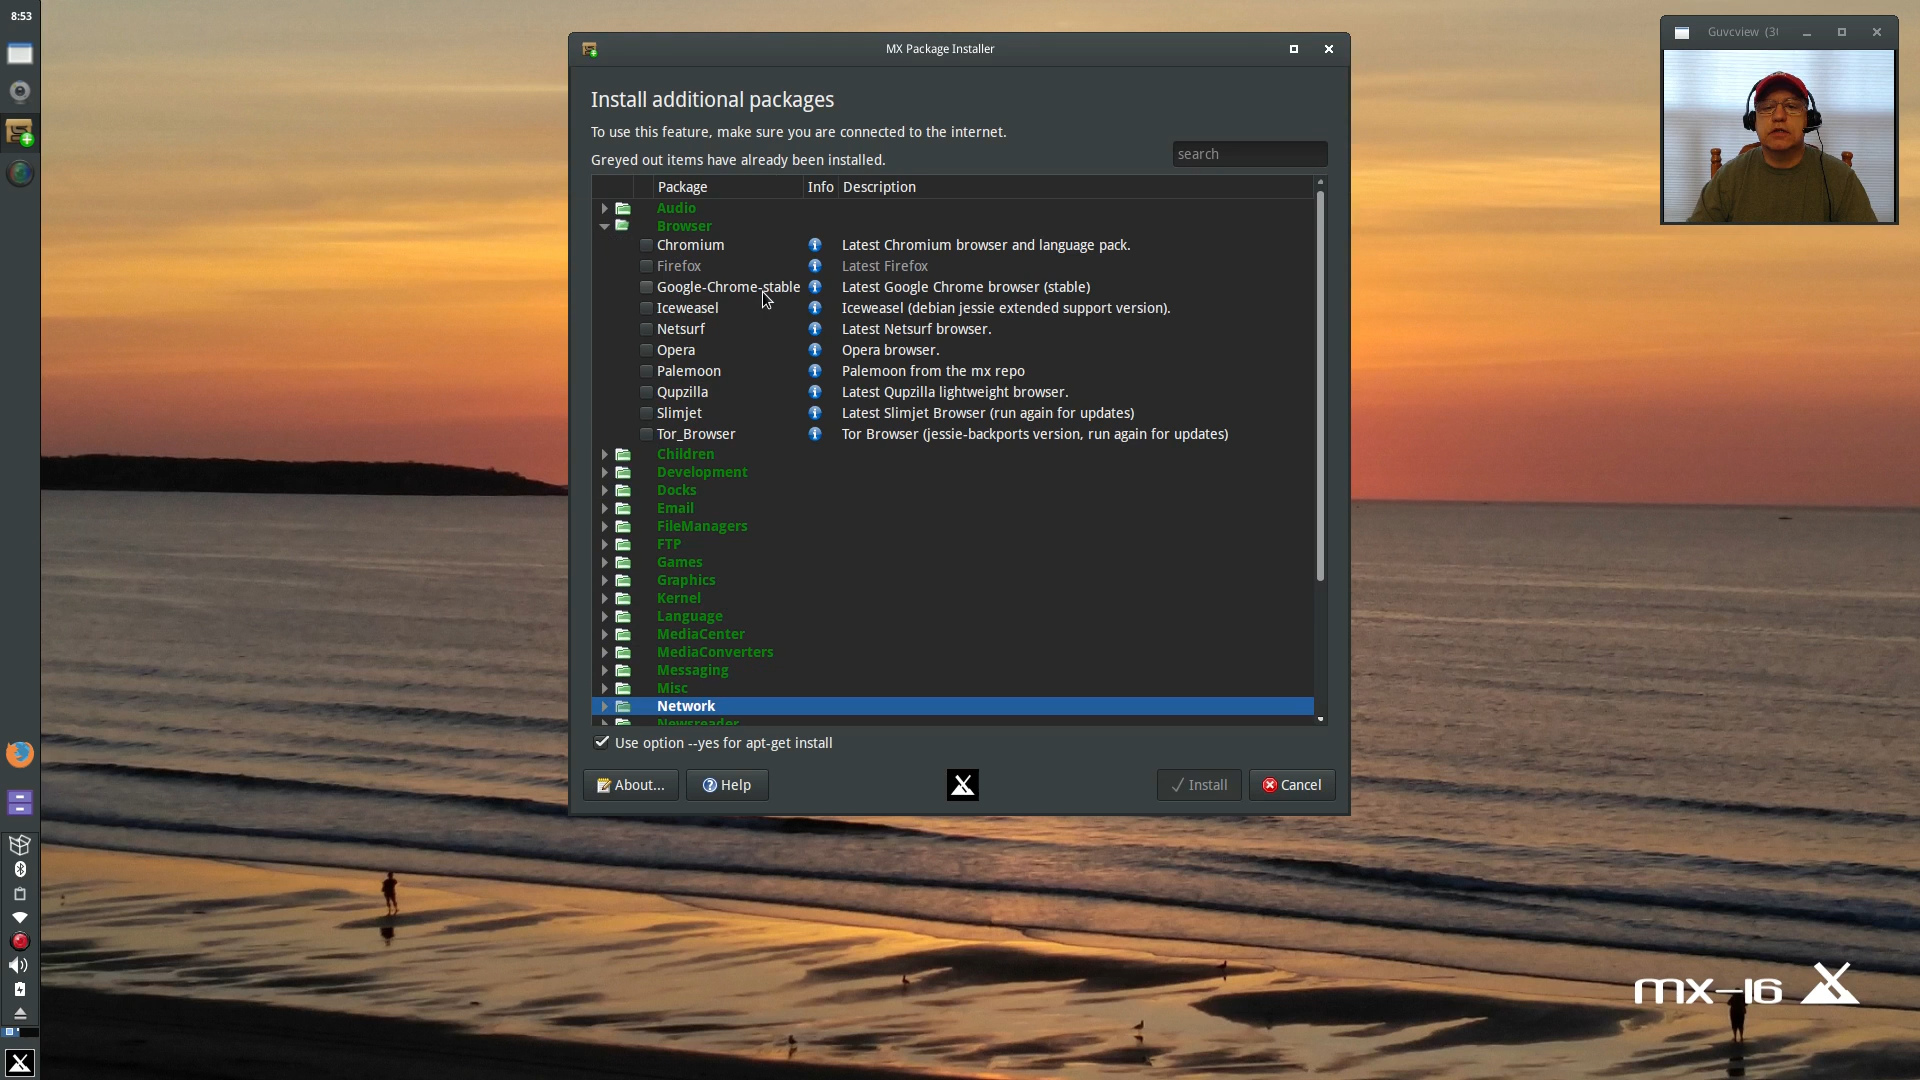 8:53
MX Package Installer
Guvcview (3
Install additional packages
To use this feature, make sure you are connected to the internet.
Greyed out items have already been installed.
search
Package Info Description
Audio
Browser
Chromium Latest Chromium browser and language pack.
Firefox Latest Firefox
Google-Chrome-stable Latest Google Chrome browser (stable)
Iceweasel Iceweasel (debian jessie extended support version).
Netsurf Latest Netsurf browser.
Opera Opera browser.
Palemoon Palemoon from the mx repo
Qupzilla Latest Qupzilla lightweight browser.
Slimjet Latest Slimjet Browser (run again for updates)
Tor_Browser Tor Browser (jessie-backports version, run again for updates)
Children
Development
Docks
Email
FileManagers
FTP
Games
Graphics
Kernel
Language
MediaCenter
MediaConverters
Messaging
Misc
Network
Newsreader
Use option --yes for apt-get install
About... Help Install Cancel
mx-16